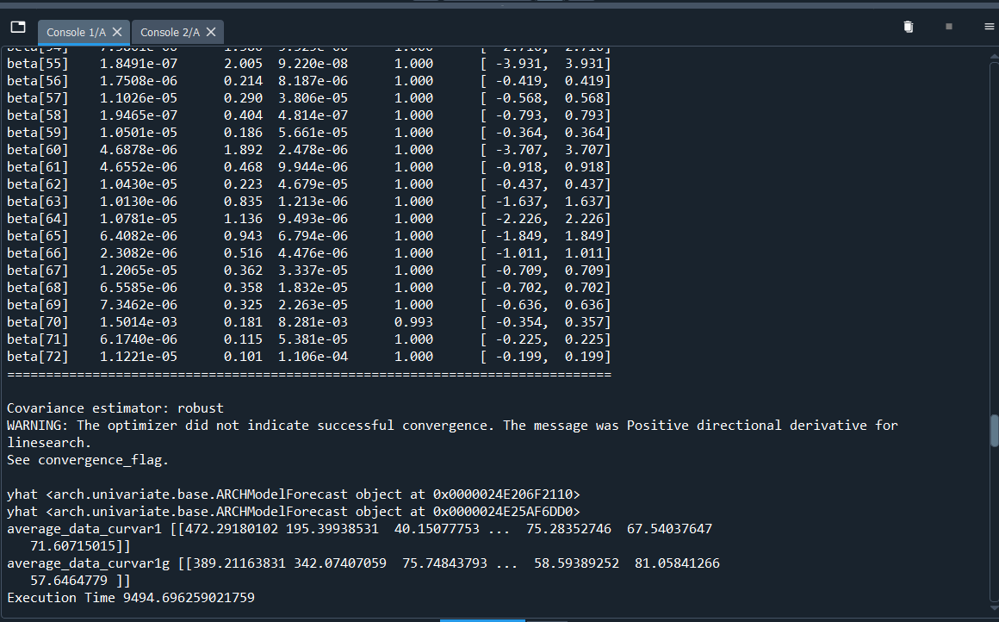 Console 1/A
Console 2/A
beta[55] 1.8491e-07 2.005 9.220e-08 1.000 [ -3.931, 3.931]
beta[56] 1.7508e-06 0.214 8.187e-06 1.000 [ -0.419, 0.419]
beta[57] 1.1026e-05 0.290 3.806e-05 1.000 [ -0.568, 0.568]
beta[58] 1.9465e-07 0.404 4.814e-07 1.000 [ -0.793, 0.793]
beta[59] 1.0501e-05 0.186 5.661e-05 1.000 [ -0.364, 0.364]
beta[60] 4.6878e-06 1.892 2.478e-06 1.000 [ -3.707, 3.707]
beta[61] 4.6552e-06 0.468 9.944e-06 1.000 [ -0.918, 0.918]
beta[62] 1.0430e-05 0.223 4.679e-05 1.000 [ -0.437, 0.437]
beta[63] 1.0130e-06 0.835 1.213e-06 1.000 [ -1.637, 1.637]
beta[64] 1.0781e-05 1.136 9.493e-06 1.000 [ -2.226, 2.226]
beta[65] 6.4082e-06 0.943 6.794e-06 1.000 [ -1.849, 1.849]
beta[66] 2.3082e-06 0.516 4.476e-06 1.000 [ -1.011, 1.011]
beta[67] 1.2065e-05 0.362 3.337e-05 1.000 [ -0.709, 0.709]
beta[68] 6.5585e-06 0.358 1.832e-05 1.000 [ -0.702, 0.702]
beta[69] 7.3462e-06 0.325 2.263e-05 1.000 [ -0.636, 0.636]
beta[70] 1.5014e-03 0.181 8.281e-03 0.993 [ -0.354, 0.357]
beta[71] 6.1740e-06 0.115 5.381e-05 1.000 [ -0.225, 0.225]
beta[72] 1.1221e-05 0.101 1.106e-04 1.000 [ -0.199, 0.199]
==============================================================================
Covariance estimator: robust
WARNING: The optimizer did not indicate successful convergence. The message was Positive directional derivative for
linesearch.
See convergence_flag.
yhat <arch.univariate.base.ARCHModelForecast object at 0x0000024E206F2110>
yhat <arch.univariate.base.ARCHModelForecast object at 0x0000024E25AF6DD0>
average_data_curvar1 [[472.29180102 195.39938531 40.15077753 ... 75.28352746 67.54037647
71.60715015]]
average_data_curvar1g [[389.21163831 342.07407059 75.74843793 ... 58.59389252 81.05841266
57.6464779 ]]
Execution Time 9494.696259021759